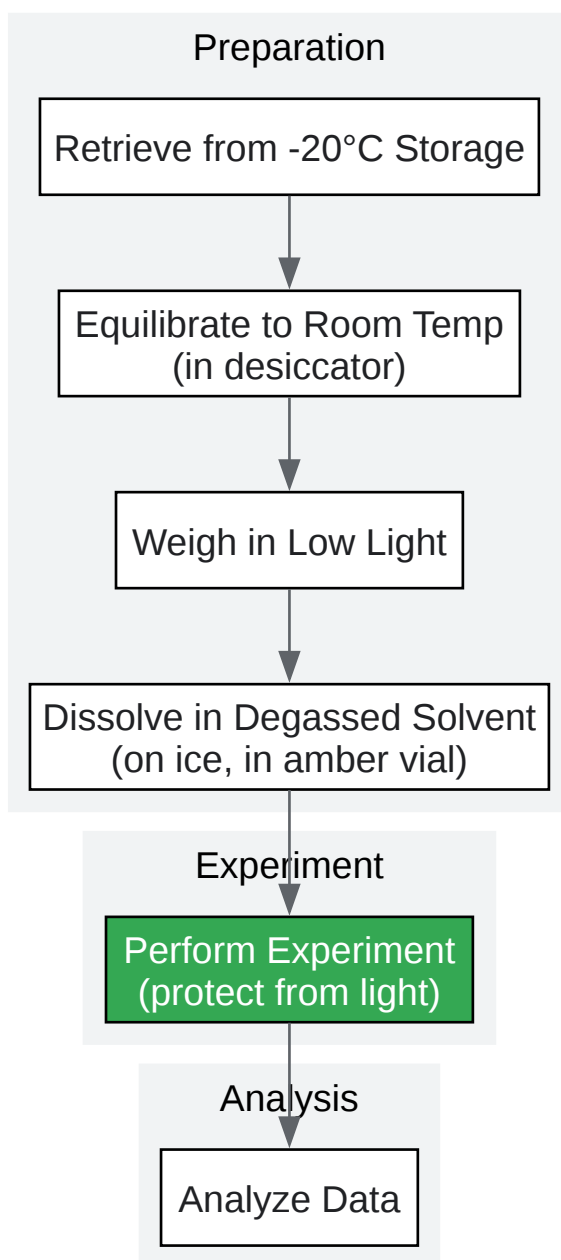 Preparation
Retrieve from -20°C Storage
Equilibrate to Room Temp
(in desiccator)
Weigh in Low Light
Dissolve in Degassed Solvent
(on ice, in amber vial)
Experiment
Perform Experiment
(protect from light)
Analysis
Analyze Data